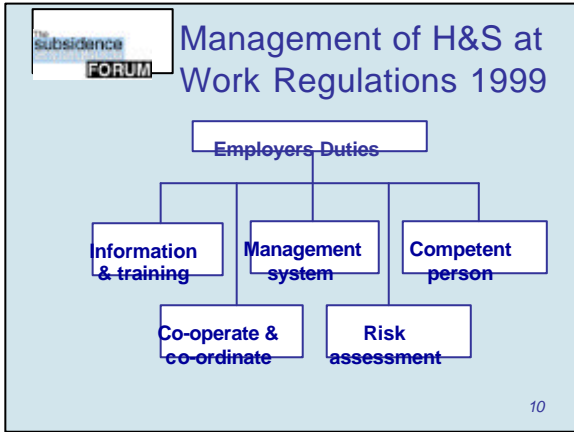 The
subsidence
FORUM
Management of H&S at
Work Regulations 1999
Employers Duties
Information
& training
Management
system
Competent
person
Co-operate &
co-ordinate
Risk
assessment
10